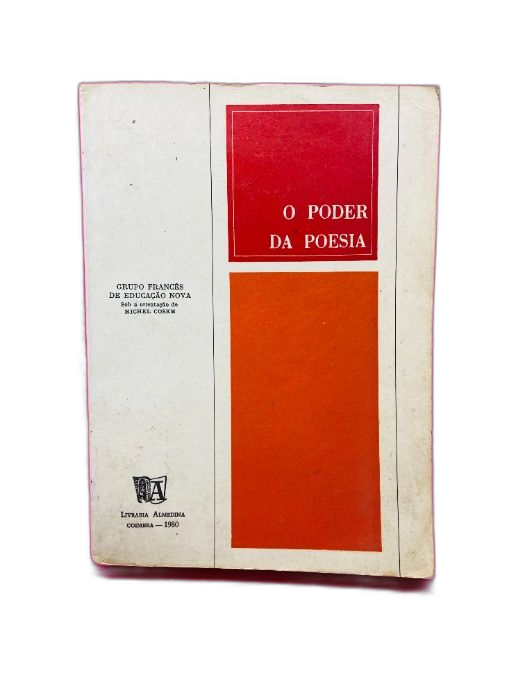 O PODER
DA POESIA
GRUPO FRANCÊS
DE EDUCAÇÃO NOVA
Sob a orientação de
MICHEL COSEM
A
LIVRARIA ALMEDINA
COIMBRA — 1980